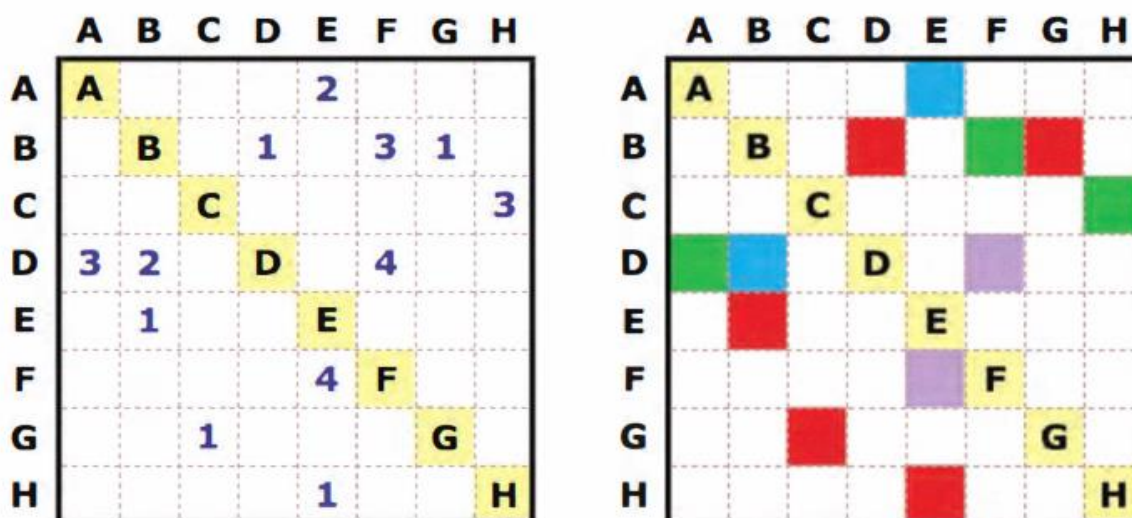 A B C D E F G H
A A 2
B B 1 3 1
C C 3
D 3 2 D 4
E 1 E
F 4 F
G 1 G
H 1 H
A B C D E F G H
A A
B B
C C
D D
E E
F F
G G
H H